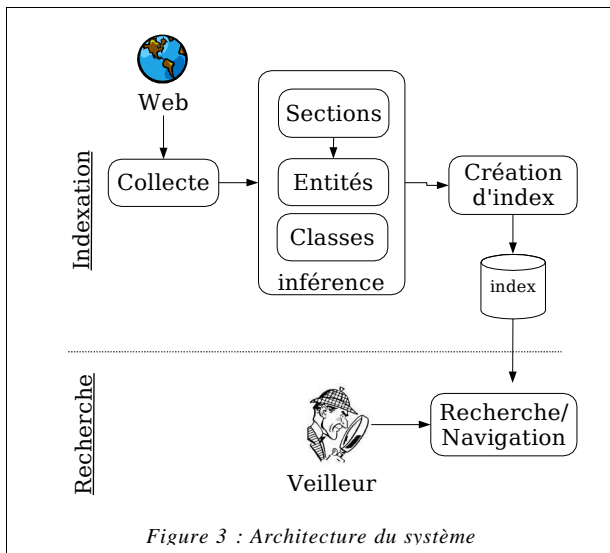 Web
Sections
Indexation
Collecte
Entités
Création
d'index
Classes
inférence
index
Recherche
Recherche/
Navigation
Veilleur
Figure 3 : Architecture du système